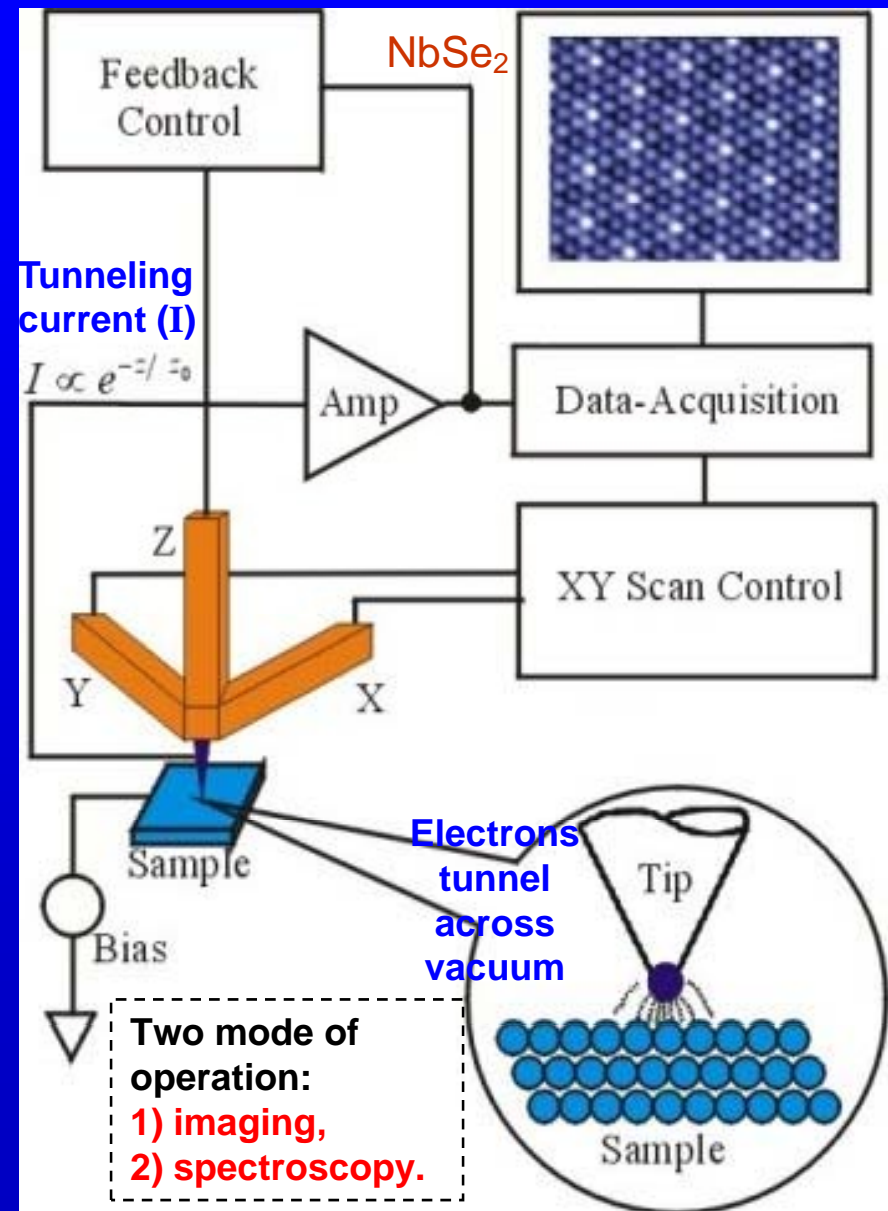 Feedback
Control
NbSe₂
Tunneling
current (I)
I ∝ e^{-z/z₀}
Amp
Data-Acquisition
XY Scan Control
Z
Y
X
Sample
Bias
Electrons
tunnel
across
vacuum
Tip
Sample
Two mode of
operation:
1) imaging,
2) spectroscopy.